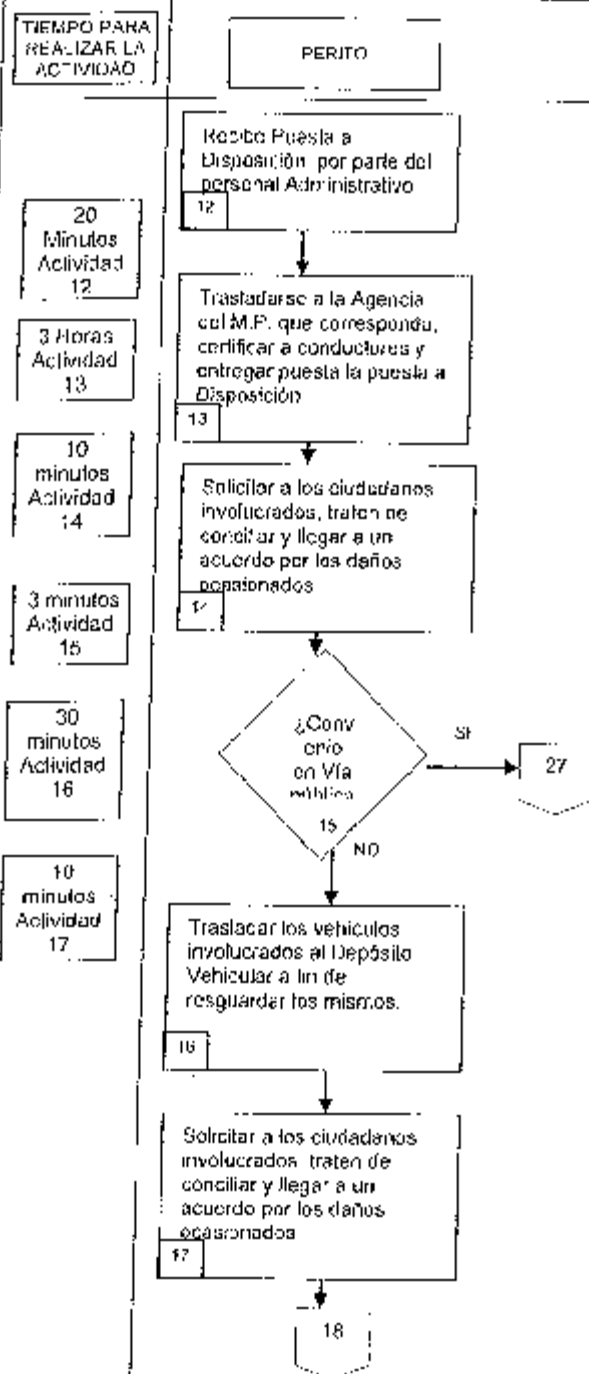 TIEMPO PARA
REALIZAR LA
ACTIVIDAD
PERITO
Recibo Puesta a
Disposición por parte del
personal Administrativo
12
20
Minutos
Actividad
12
Trasladarse a la Agencia
del M.P. que corresponda,
certificar a conductores y
entregar puesta la puesta a
Disposición
13
3 Horas
Actividad
13
Solicitar a los ciudadanos
involucrados, traten de
conciliar y llegar a un
acuerdo por los daños
ocasionados
14
10
minutos
Actividad
14
3 minutos
Actividad
15
¿Conv
enio
en Vía
pública
15
SI
27
NO
30
minutos
Actividad
16
Trasladar los vehículos
involucrados al Depósito
Vehicular a fin de
resguardar los mismos.
16
10
minutos
Actividad
17
Solicitar a los ciudadanos
involucrados traten de
conciliar y llegar a un
acuerdo por los daños
ocasionados
17
18